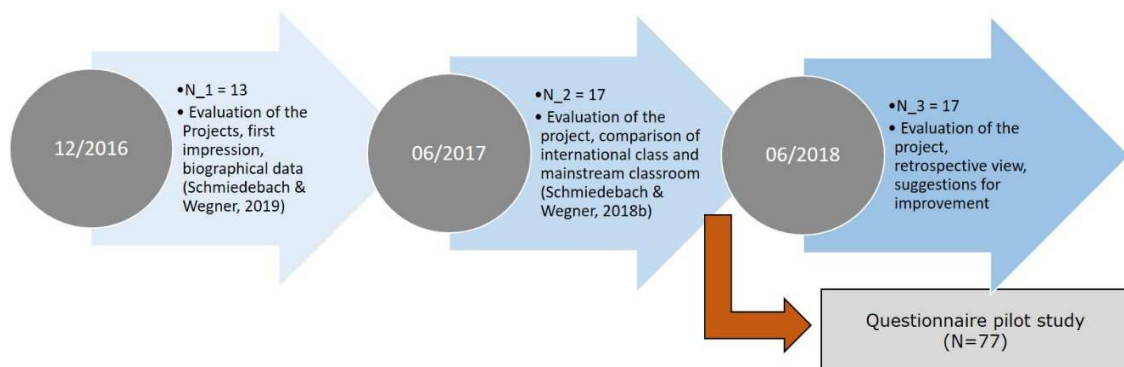 12/2016
•N_1 = 13
• Evaluation of the
Projects, first
impression,
biographical data
(Schmiedebach &
Wegner, 2019)
06/2017
•N_2 = 17
• Evaluation of the
project, comparison of
international class and
mainstream classroom
(Schmiedebach &
Wegner, 2018b)
06/2018
•N_3 = 17
• Evaluation of the
project,
retrospective view,
suggestions for
improvement
Questionnaire pilot study
(N=77)